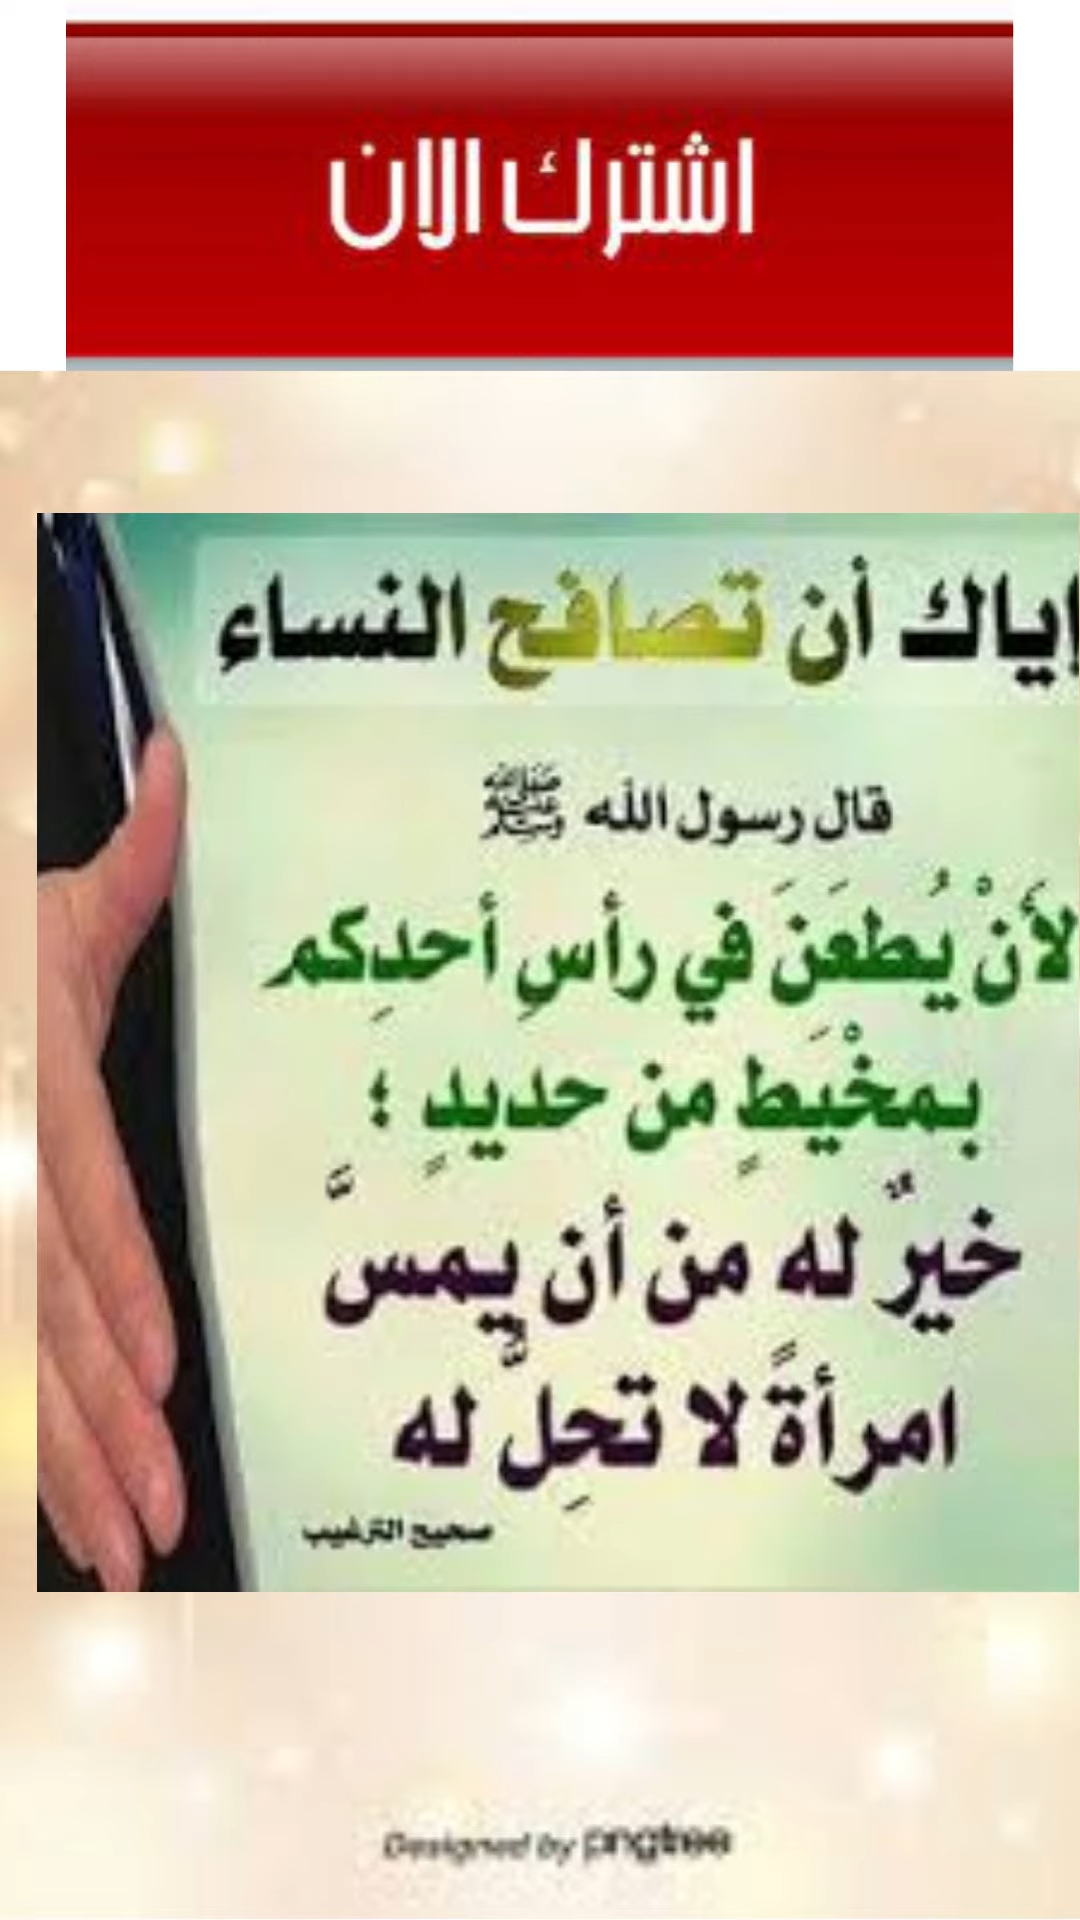 اشترك الان
إياك أن تصافح النساء
قال رسول الله ﷺ
لأَنْ يُطعَنَ في رأسِ أحدِكم
بمخْيَطٍ من حديدٍ ؛
خيرٌ له من أن يمسَّ
امرأةً لا تحِلُّ له
صحيح الترغيب
Designed by pngtree